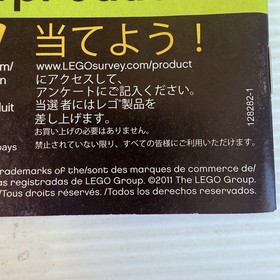 当てよう！
www.LEGOsurvey.com/product
にアクセスして、
アンケートにご記入ください。
当選者にはレゴ®製品を
差し上げます。
お買い上げの必要はありません。
禁止されていない限り、すべての皆様にご利用いただけます。
128282-1
trademarks of the/sont des marques de commerce de/
as registradas de LEGO Group. ©2011 The LEGO Group.
/Tous droits réservés. /Todos los derechos reservados.